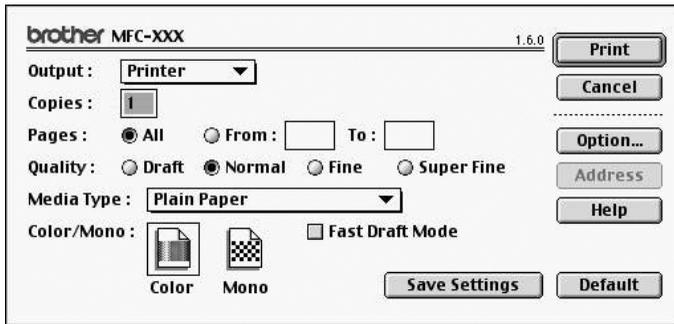 brother MFC-XXX 1.6.0 Print
Output : Printer
Cancel
Copies : 1
Pages : All From : To : Option...
Quality : Draft Normal Fine Super Fine
Address
Media Type : Plain Paper
Help
Color/Mono : Fast Draft Mode
Color Mono Save Settings Default